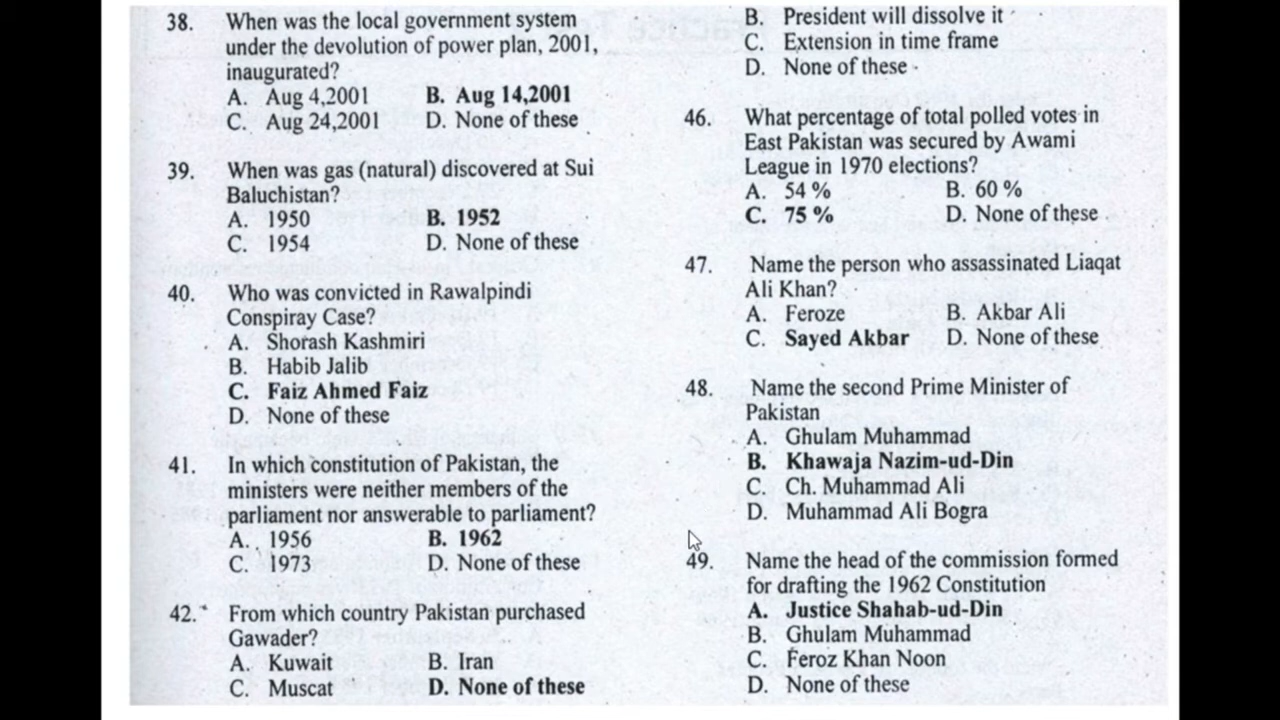 38. When was the local government system
under the devolution of power plan, 2001,
inaugurated?
A. Aug 4,2001 B. Aug 14,2001
C. Aug 24,2001 D. None of these
39. When was gas (natural) discovered at Sui
Baluchistan?
A. 1950 B. 1952
C. 1954 D. None of these
40. Who was convicted in Rawalpindi
Conspiray Case?
A. Shorash Kashmiri
B. Habib Jalib
C. Faiz Ahmed Faiz
D. None of these
41. In which constitution of Pakistan, the
ministers were neither members of the
parliament nor answerable to parliament?
A. 1956 B. 1962
C. 1973 D. None of these
42. From which country Pakistan purchased
Gawader?
A. Kuwait B. Iran
C. Muscat D. None of these
B. President will dissolve it
C. Extension in time frame
D. None of these
46. What percentage of total polled votes in
East Pakistan was secured by Awami
League in 1970 elections?
A. 54 % B. 60 %
C. 75 % D. None of these
47. Name the person who assassinated Liaqat
Ali Khan?
A. Feroze B. Akbar Ali
C. Sayed Akbar D. None of these
48. Name the second Prime Minister of
Pakistan
A. Ghulam Muhammad
B. Khawaja Nazim-ud-Din
C. Ch. Muhammad Ali
D. Muhammad Ali Bogra
49. Name the head of the commission formed
for drafting the 1962 Constitution
A. Justice Shahab-ud-Din
B. Ghulam Muhammad
C. Feroz Khan Noon
D. None of these